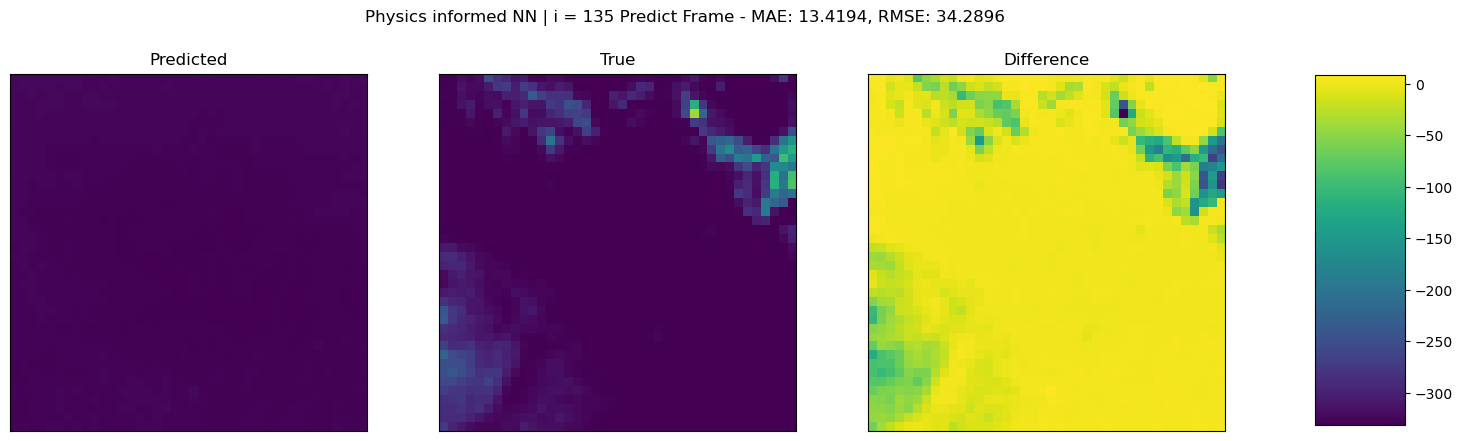 Physics informed NN | i = 135 Predict Frame - MAE: 13.4194, RMSE: 34.2896
Predicted
True
Difference
0
−50
−100
−150
−200
−250
−300